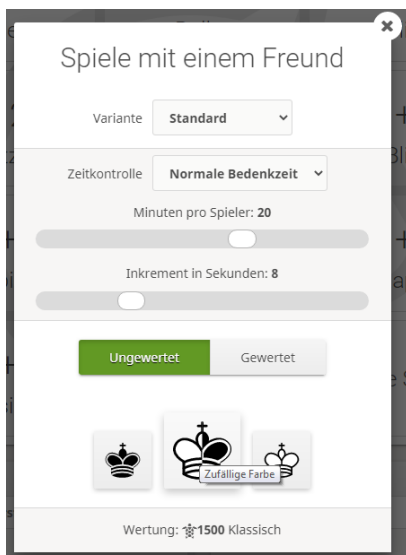 Spiele mit einem Freund
Variante Standard
Zeitkontrolle Normale Bedenkzeit
Minuten pro Spieler: 20
Inkrement in Sekunden: 8
Ungewertet Gewertet
Zufällige Farbe
Wertung: 1500 Klassisch